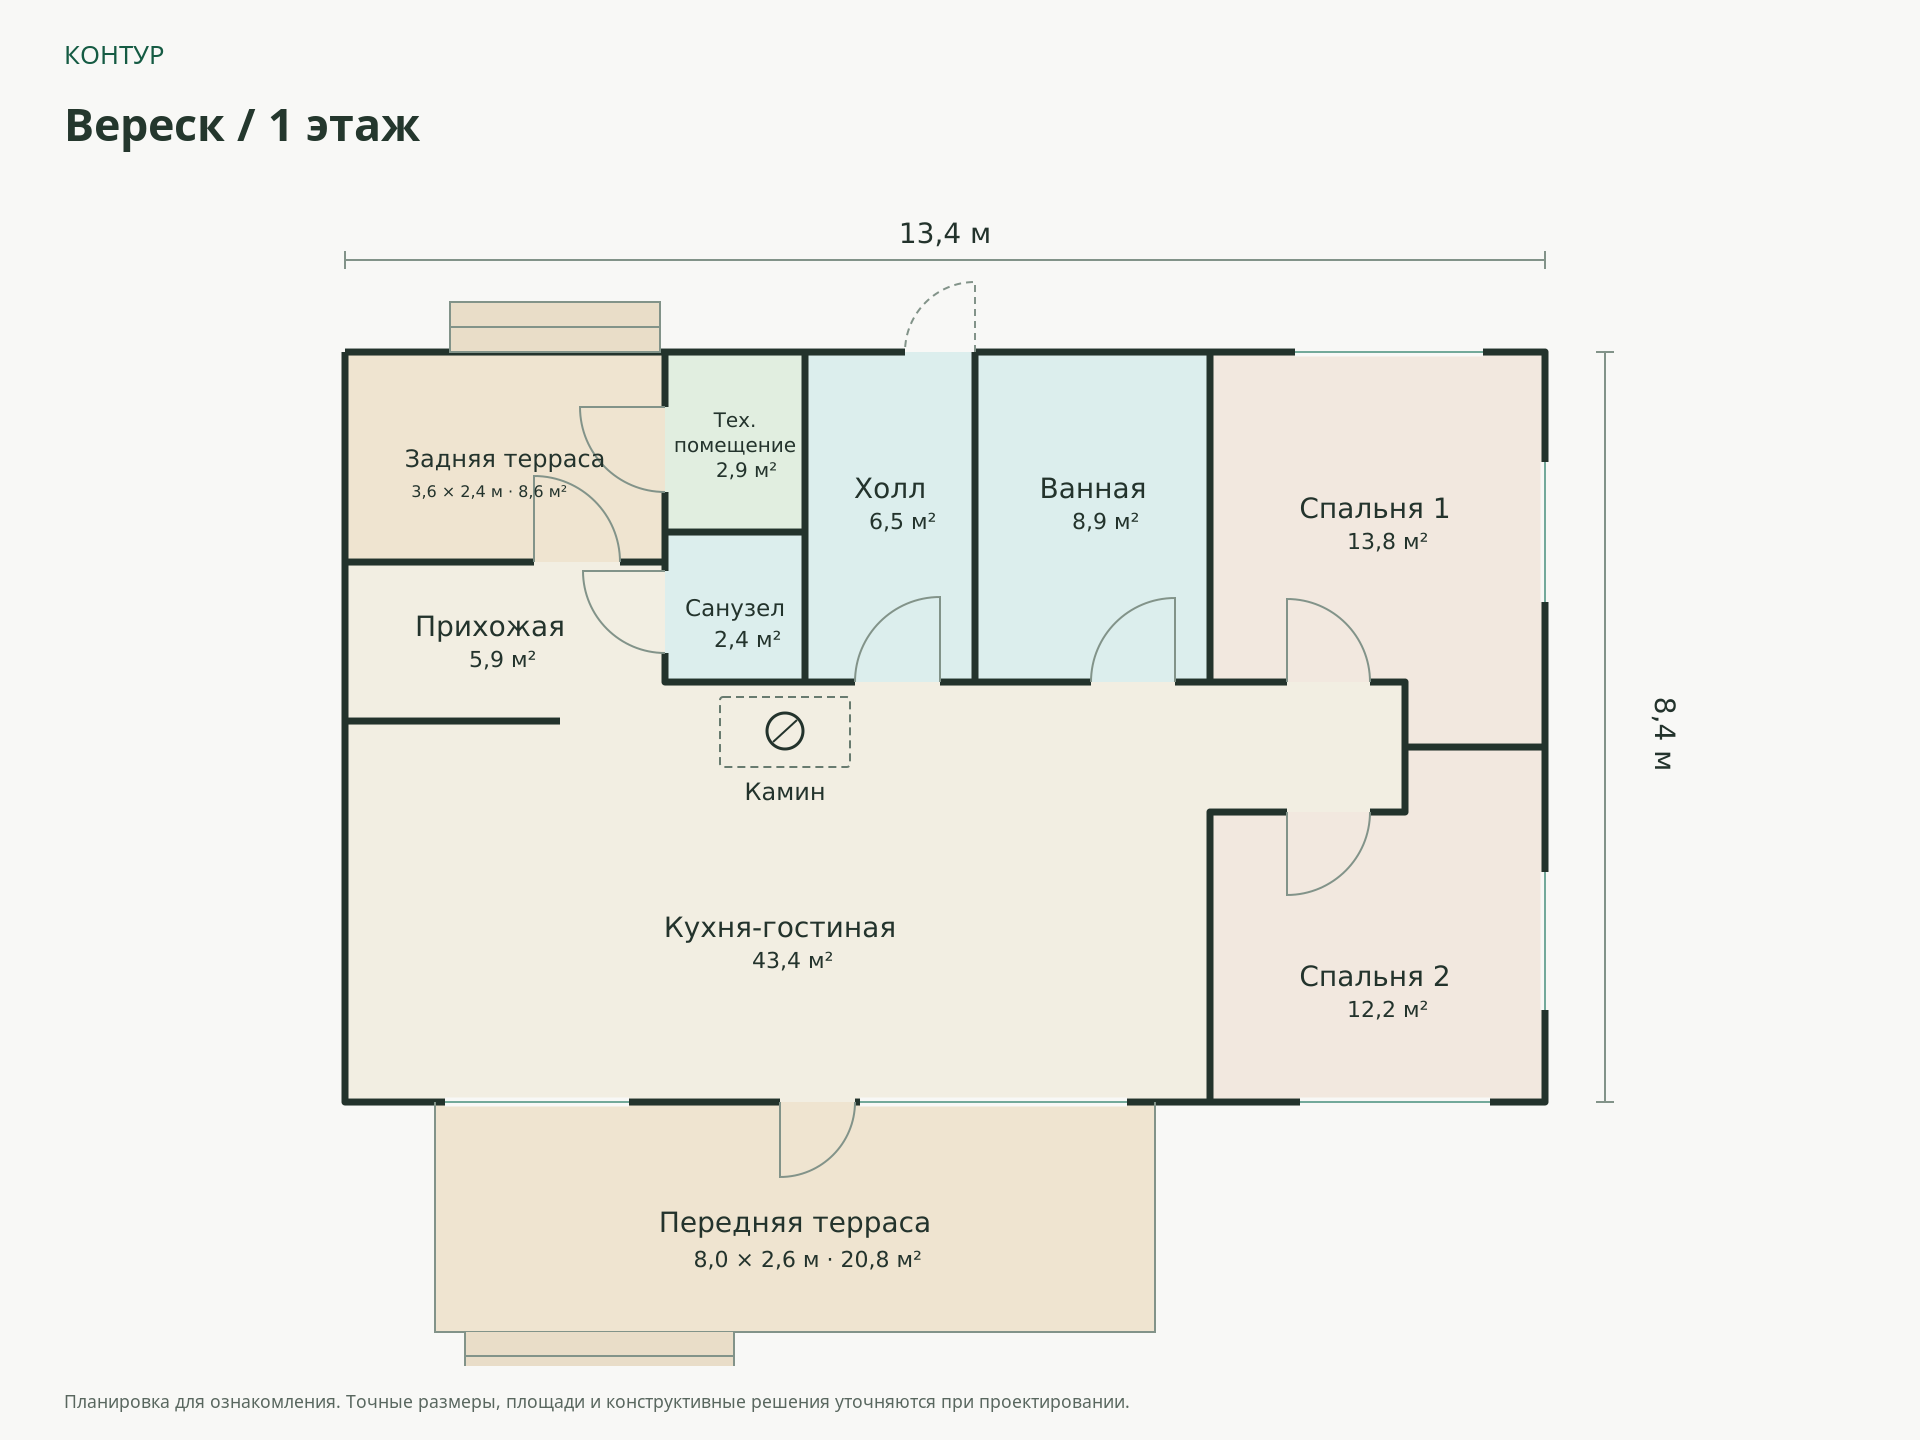 КОНТУР
Вереск / 1 этаж
13,4 м
Задняя терраса
3,6 × 2,4 м · 8,6 м²
Тех.
помещение
2,9 м²
Холл
6,5 м²
Ванная
8,9 м²
Спальня 1
13,8 м²
Прихожая
5,9 м²
Санузел
2,4 м²
8,4 м
Камин
Кухня-гостиная
43,4 м²
Спальня 2
12,2 м²
Передняя терраса
8,0 × 2,6 м · 20,8 м²
Планировка для ознакомления. Точные размеры, площади и конструктивные решения уточняются при проектировании.